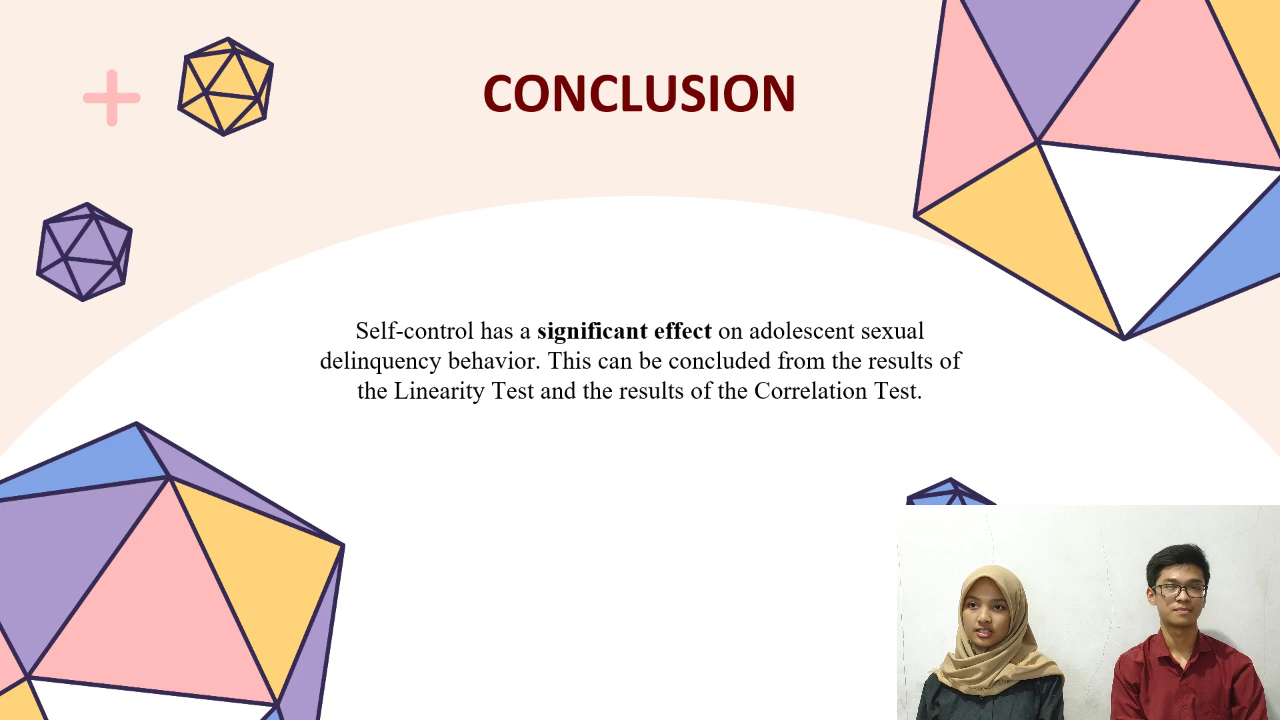 CONCLUSION
Self-control has a significant effect on adolescent sexual
delinquency behavior. This can be concluded from the results of
the Linearity Test and the results of the Correlation Test.